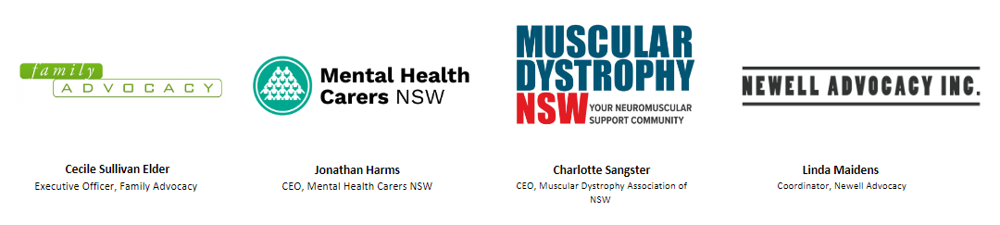 family
ADVOCACY
Mental Health
Carers NSW
MUSCULAR
DYSTROPHY
NSW
YOUR NEUROMUSCULAR
SUPPORT COMMUNITY
NEWELL ADVOCACY INC.
Cecile Sullivan Elder
Executive Officer, Family Advocacy
Jonathan Harms
CEO, Mental Health Carers NSW
Charlotte Sangster
CEO, Muscular Dystrophy Association of
NSW
Linda Maidens
Coordinator, Newell Advocacy